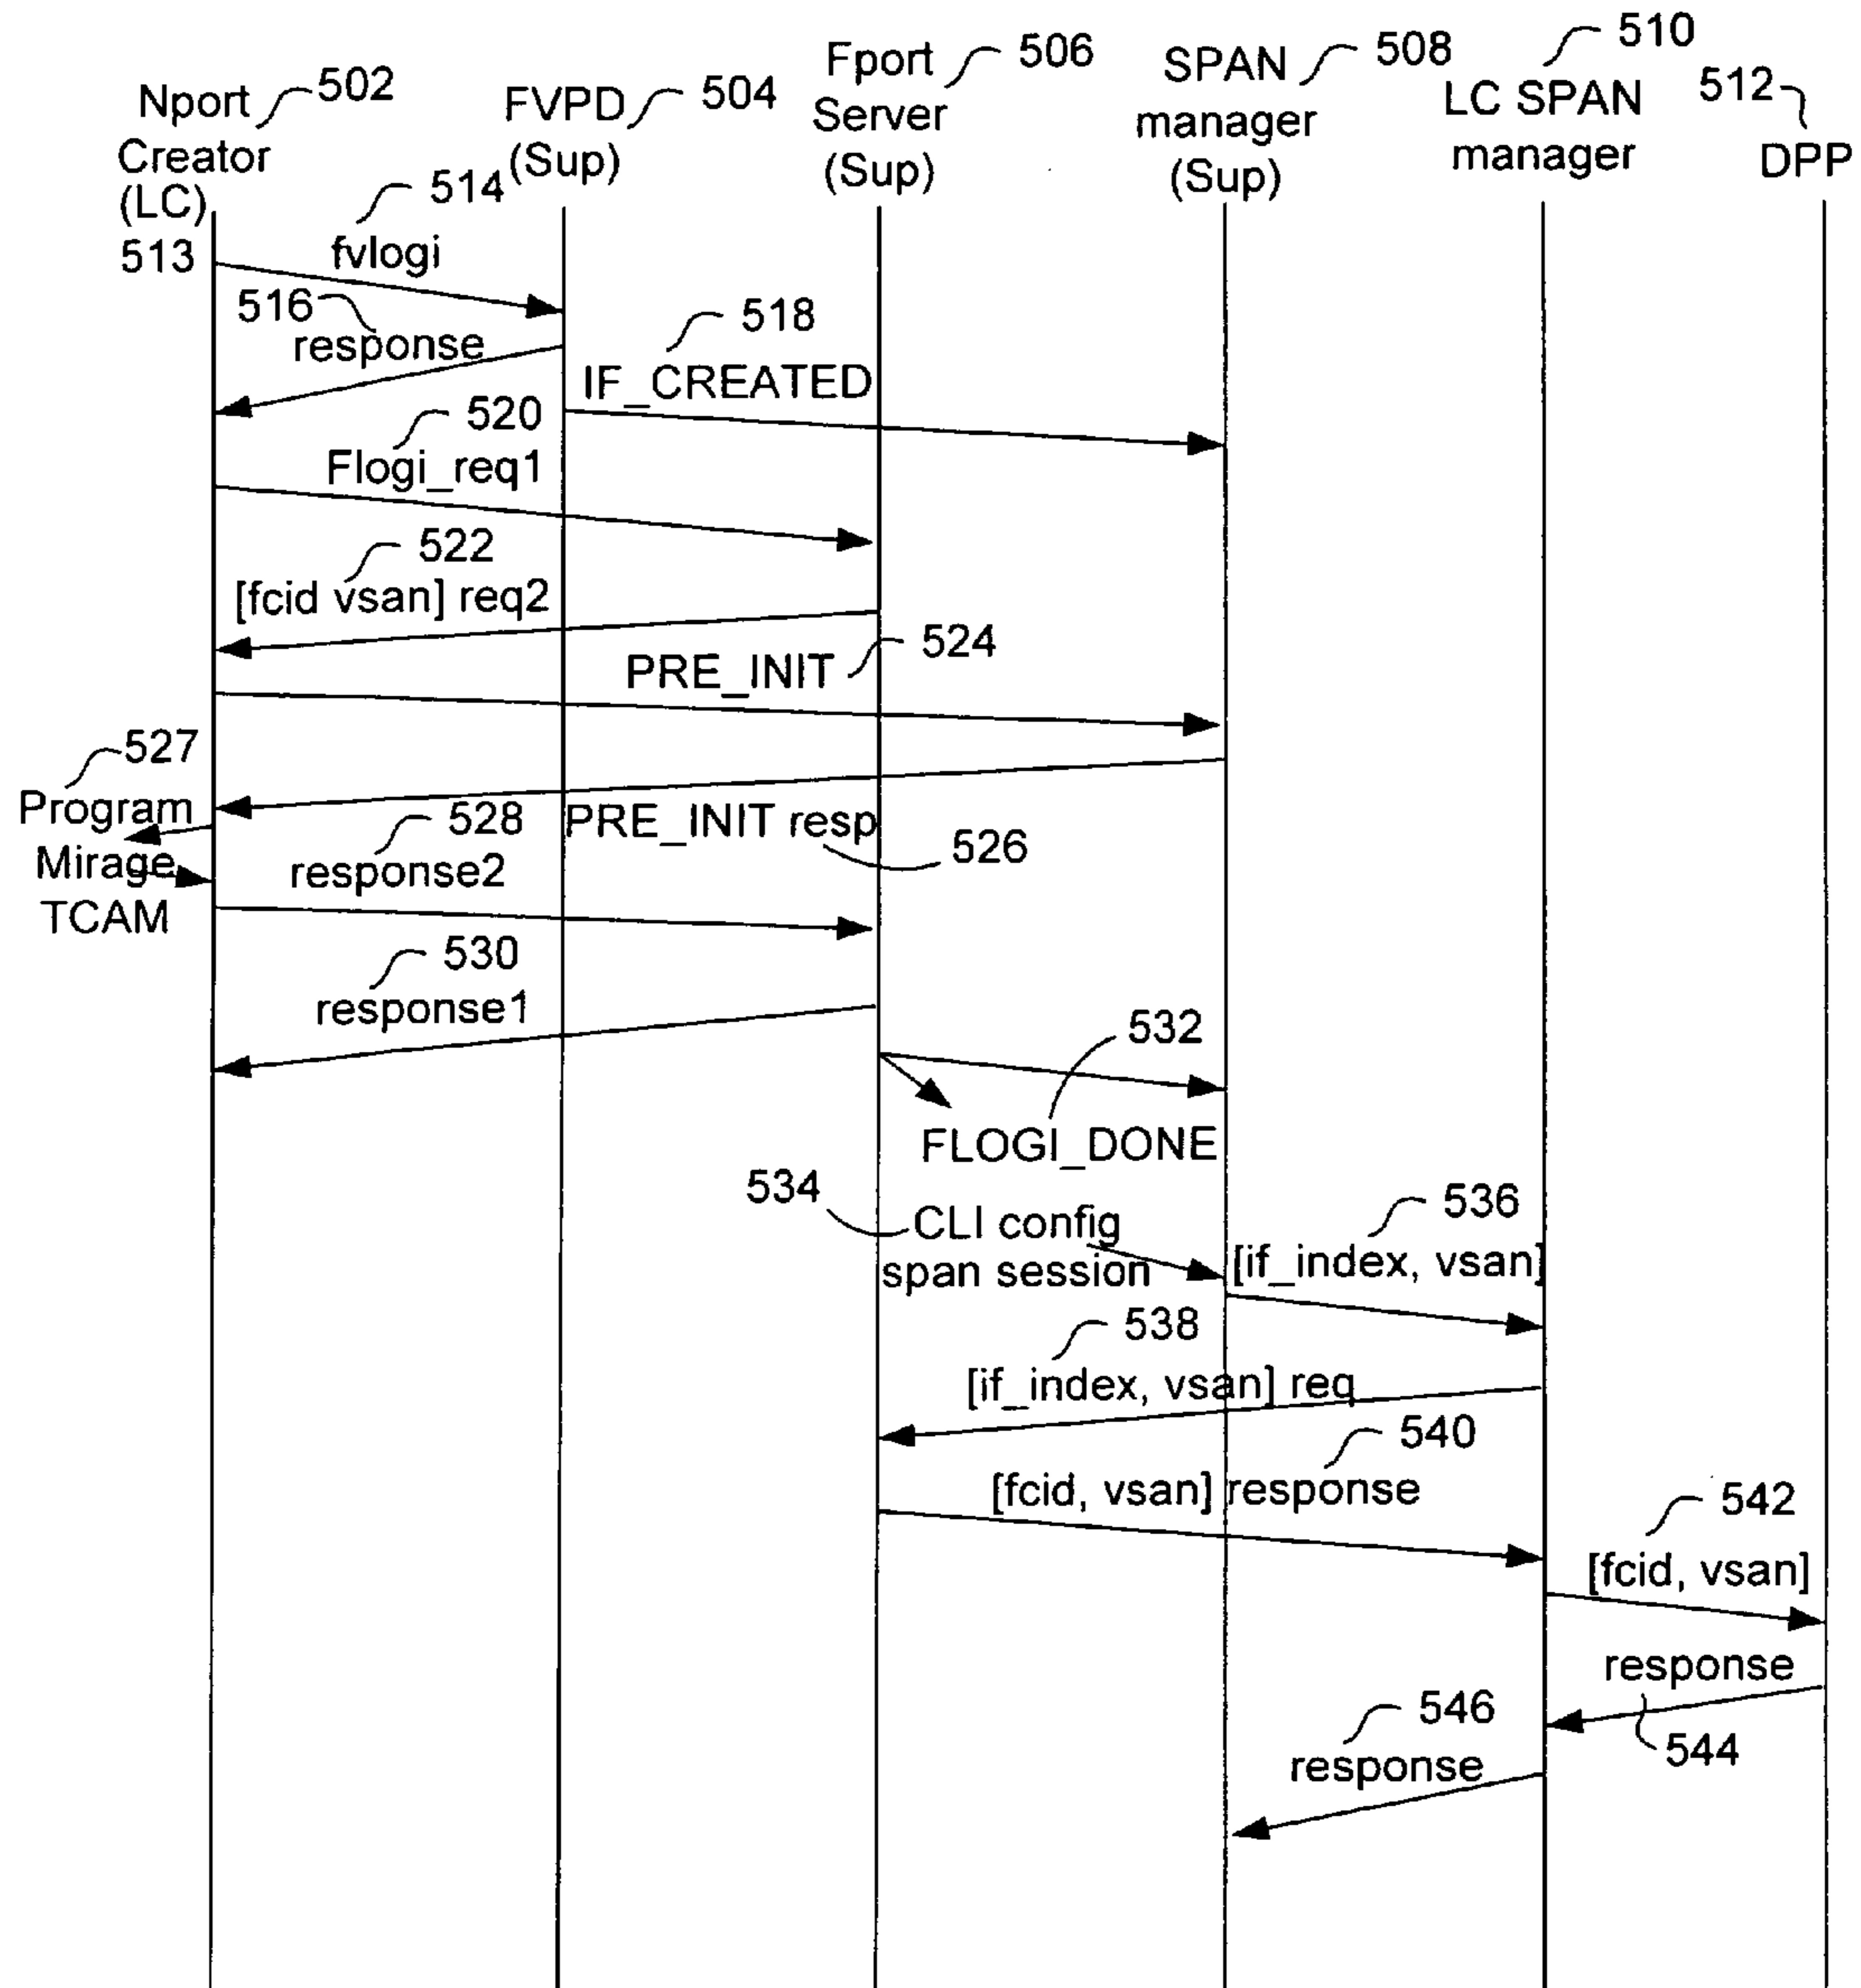 Nport
Creator
(LC)
502
FVPD
(Sup)
504
Fport
Server
(Sup)
506
SPAN
manager
(Sup)
508
510
LC SPAN
manager
512
DPP
513
514
fvlogi
516
response
518
IF_CREATED
520
Flogi_req1
522
[fcid vsan] req2
524
PRE_INIT
527
Program
Mirage
TCAM
528
response2
PRE_INIT resp
526
530
response1
532
FLOGI_DONE
534
CLI config
span session
536
[if_index, vsan]
538
[if_index, vsan] req
540
[fcid, vsan] response
542
[fcid, vsan]
response
544
546
response